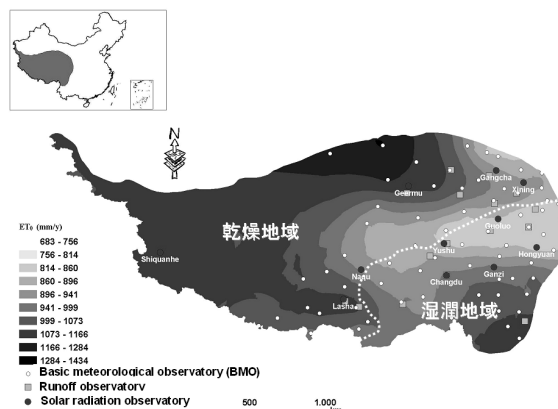 N
Gangcha
Xining
Geermu
乾燥地域
Guoluo
ET₀ (mm/y)
683 - 756
756 - 814
814 - 860
860 - 896
896 - 941
941 - 999
999 - 1073
1073 - 1166
1166 - 1284
1284 - 1434
Shiquanhe
Yushu
Hongyuan
Naqu
Ganzi
Changdu
Lasha
湿潤地域
Basic meteorological observatory (BMO)
Runoff observatory
Solar radiation observatory
500
1.000